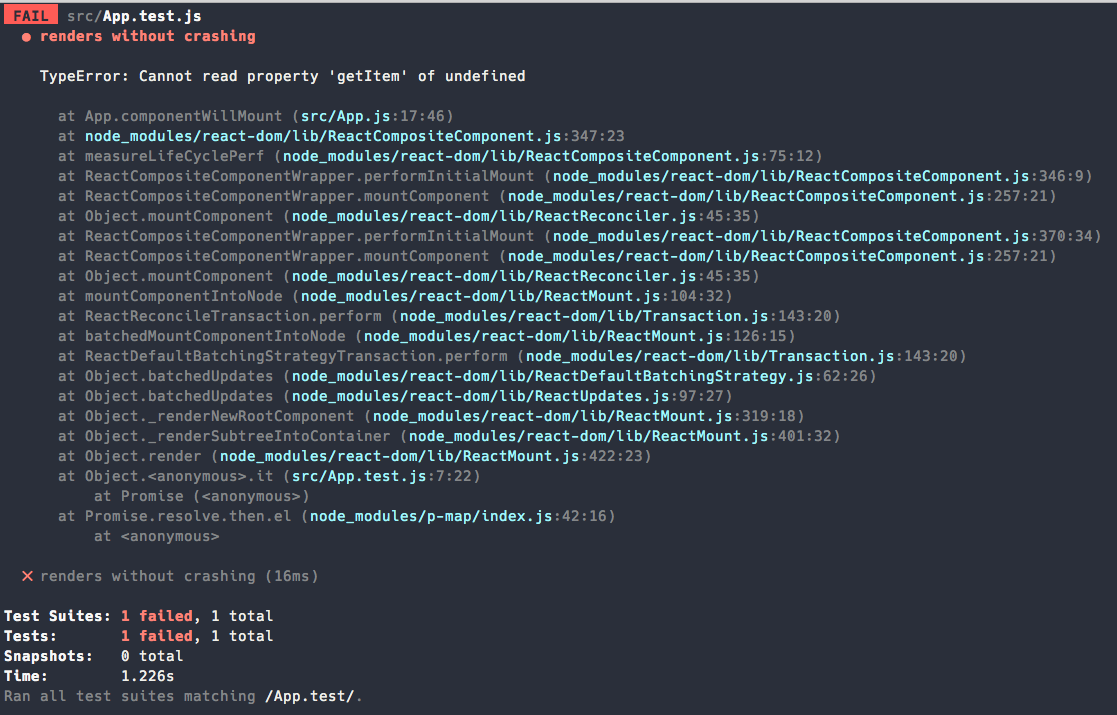 FAIL src/App.test.js
● renders without crashing
TypeError: Cannot read property 'getItem' of undefined
at App.componentWillMount (src/App.js:17:46)
at node_modules/react-dom/lib/ReactCompositeComponent.js:347:23
at measureLifeCyclePerf (node_modules/react-dom/lib/ReactCompositeComponent.js:75:12)
at ReactCompositeComponentWrapper.performInitialMount (node_modules/react-dom/lib/ReactCompositeComponent.js:346:9)
at ReactCompositeComponentWrapper.mountComponent (node_modules/react-dom/lib/ReactCompositeComponent.js:257:21)
at Object.mountComponent (node_modules/react-dom/lib/ReactReconciler.js:45:35)
at ReactCompositeComponentWrapper.performInitialMount (node_modules/react-dom/lib/ReactCompositeComponent.js:370:34)
at ReactCompositeComponentWrapper.mountComponent (node_modules/react-dom/lib/ReactCompositeComponent.js:257:21)
at Object.mountComponent (node_modules/react-dom/lib/ReactReconciler.js:45:35)
at mountComponentIntoNode (node_modules/react-dom/lib/ReactMount.js:104:32)
at ReactReconcileTransaction.perform (node_modules/react-dom/lib/Transaction.js:143:20)
at batchedMountComponentIntoNode (node_modules/react-dom/lib/ReactMount.js:126:15)
at ReactDefaultBatchingStrategyTransaction.perform (node_modules/react-dom/lib/Transaction.js:143:20)
at Object.batchedUpdates (node_modules/react-dom/lib/ReactDefaultBatchingStrategy.js:62:26)
at Object.batchedUpdates (node_modules/react-dom/lib/ReactUpdates.js:97:27)
at Object._renderNewRootComponent (node_modules/react-dom/lib/ReactMount.js:319:18)
at Object._renderSubtreeIntoContainer (node_modules/react-dom/lib/ReactMount.js:401:32)
at Object.render (node_modules/react-dom/lib/ReactMount.js:422:23)
at Object.<anonymous>.it (src/App.test.js:7:22)
at Promise (<anonymous>)
at Promise.resolve.then.el (node_modules/p-map/index.js:42:16)
at <anonymous>
✕ renders without crashing (16ms)
Test Suites: 1 failed, 1 total
Tests: 1 failed, 1 total
Snapshots: 0 total
Time: 1.226s
Ran all test suites matching /App.test/.